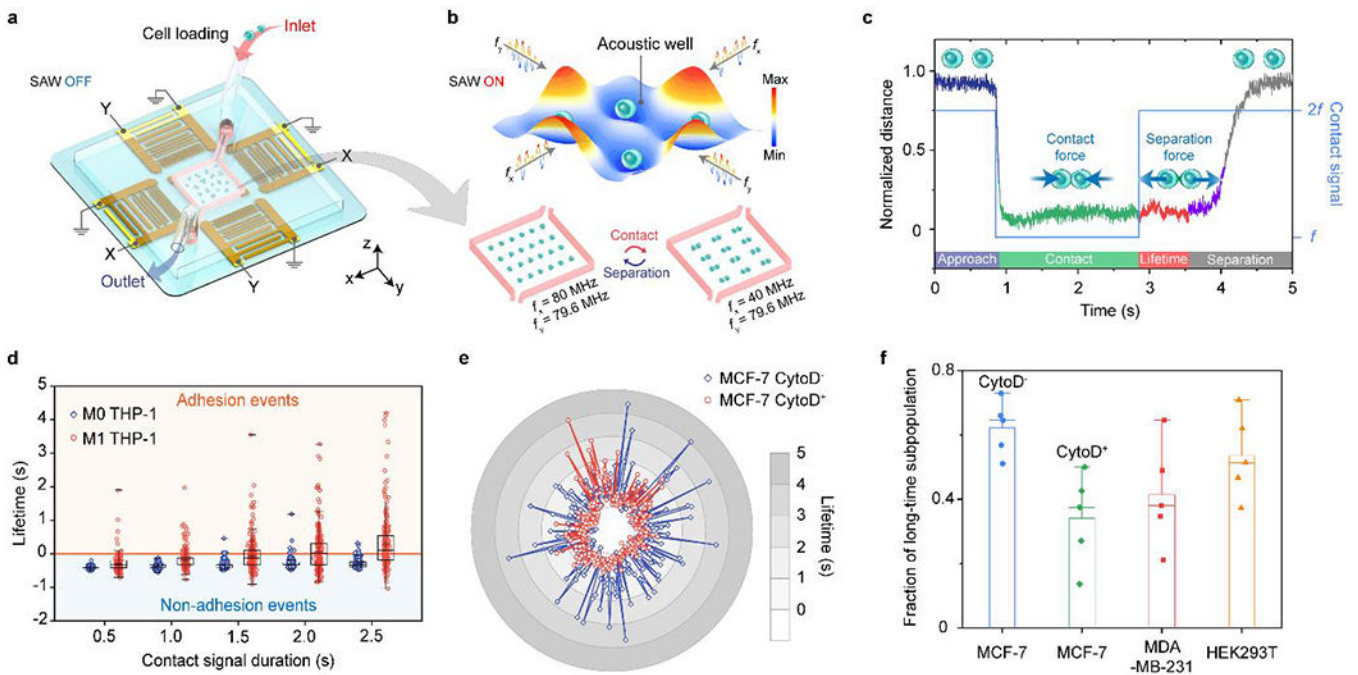 a
Cell loading
Inlet
SAW OFF
Y
X
X
Y
Outlet
z
x
y
b
Acoustic well
SAW ON
fy
fx
fx
fy
Max
Min
Contact
Separation
fx = 80 MHz
fy = 79.6 MHz
fx = 40 MHz
fy = 79.6 MHz
c
Normalized distance
1.0
0.5
0
Contact force
Separation force
2f
f
Contact signal
Approach
Contact
Lifetime
Separation
0
1
2
3
4
5
Time (s)
d
Lifetime (s)
5
4
3
2
1
0
-1
-2
M0 THP-1
M1 THP-1
Adhesion events
Non-adhesion events
0.5
1.0
1.5
2.0
2.5
Contact signal duration (s)
e
MCF-7 CytoD⁻
MCF-7 CytoD⁺
5
4
3
2
1
0
Lifetime (s)
f
Fraction of long-time subpopulation
0.8
0.4
0
CytoD⁻
CytoD⁺
MCF-7
MCF-7
MDA
-MB-231
HEK293T